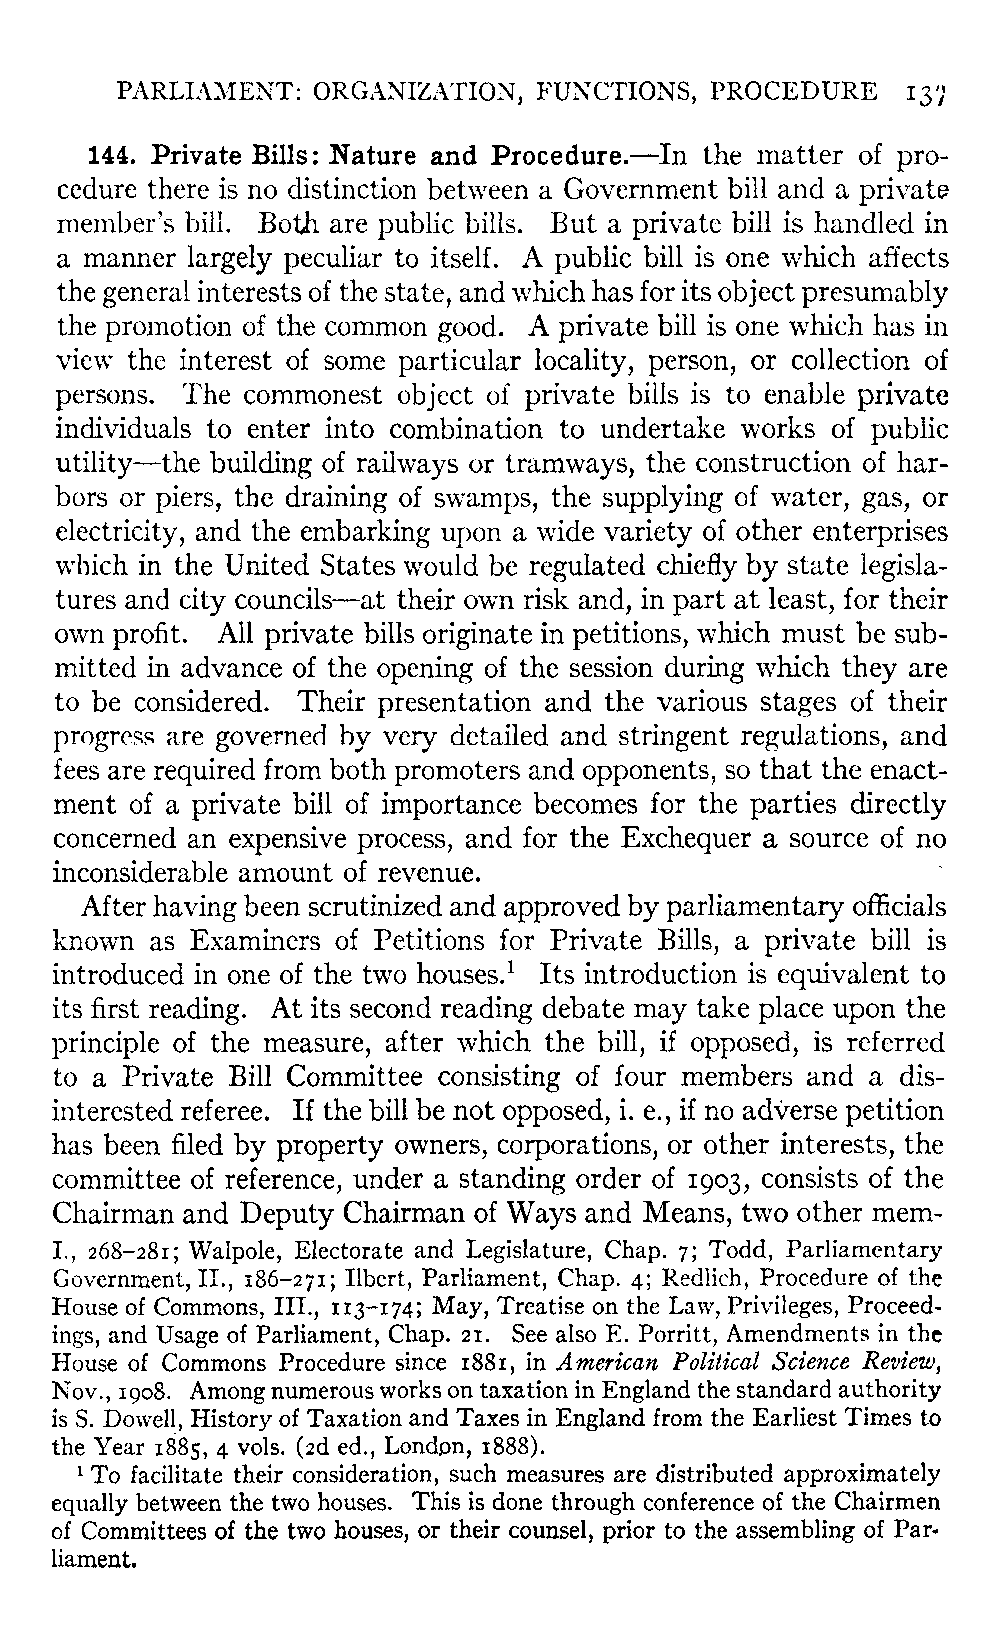 PARLIAMENT: ORGANIZATION, FUNCTIONS, PROCEDURE 137
144. Private Bills: Nature and Procedure.—In the matter of pro-
cedure there is no distinction between a Government bill and a private
member's bill. Both are public bills. But a private bill is handled in
a manner largely peculiar to itself. A public bill is one which affects
the general interests of the state, and which has for its object presumably
the promotion of the common good. A private bill is one which has in
view the interest of some particular locality, person, or collection of
persons. The commonest object of private bills is to enable private
individuals to enter into combination to undertake works of public
utility—the building of railways or tramways, the construction of har-
bors or piers, the draining of swamps, the supplying of water, gas, or
electricity, and the embarking upon a wide variety of other enterprises
which in the United States would be regulated chiefly by state legisla-
tures and city councils—at their own risk and, in part at least, for their
own profit. All private bills originate in petitions, which must be sub-
mitted in advance of the opening of the session during which they are
to be considered. Their presentation and the various stages of their
progress are governed by very detailed and stringent regulations, and
fees are required from both promoters and opponents, so that the enact-
ment of a private bill of importance becomes for the parties directly
concerned an expensive process, and for the Exchequer a source of no
inconsiderable amount of revenue.
After having been scrutinized and approved by parliamentary officials
known as Examiners of Petitions for Private Bills, a private bill is
introduced in one of the two houses.¹ Its introduction is equivalent to
its first reading. At its second reading debate may take place upon the
principle of the measure, after which the bill, if opposed, is referred
to a Private Bill Committee consisting of four members and a dis-
interested referee. If the bill be not opposed, i. e., if no adverse petition
has been filed by property owners, corporations, or other interests, the
committee of reference, under a standing order of 1903, consists of the
Chairman and Deputy Chairman of Ways and Means, two other mem-
I., 268–281; Walpole, Electorate and Legislature, Chap. 7; Todd, Parliamentary
Government, II., 186–271; Ilbert, Parliament, Chap. 4; Redlich, Procedure of the
House of Commons, III., 113–174; May, Treatise on the Law, Privileges, Proceed-
ings, and Usage of Parliament, Chap. 21. See also E. Porritt, Amendments in the
House of Commons Procedure since 1881, in American Political Science Review,
Nov., 1908. Among numerous works on taxation in England the standard authority
is S. Dowell, History of Taxation and Taxes in England from the Earliest Times to
the Year 1885, 4 vols. (2d ed., London, 1888).
¹ To facilitate their consideration, such measures are distributed approximately
equally between the two houses. This is done through conference of the Chairmen
of Committees of the two houses, or their counsel, prior to the assembling of Par-
liament.